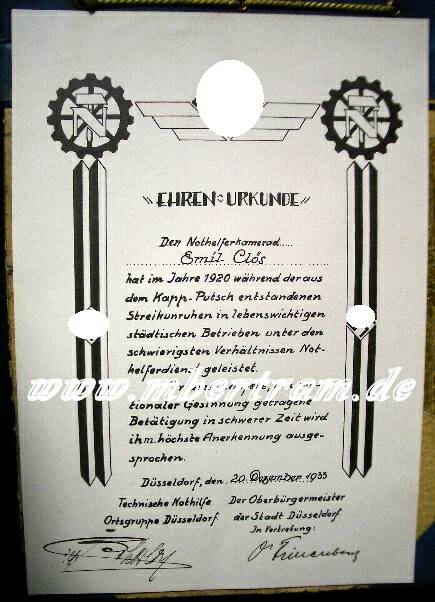 EHREN-URKUNDE
Den Nothelferkamerad.....
Emil Clös
hat im Jahre 1920 während der aus
dem Kapp-Putsch entstandenen
Streikunruhen in lebenswichtigen
städtischen Betrieben unter den
schwierigsten Verhältnissen Not-
helferdienst geleistet.
www.mbertram.de
tionaler Gesinnung getragene
Betätigung in schwerer Zeit wird
ihm höchste Anerkennung ausge-
sprochen.
Düsseldorf, den 20. Dezember 1933
Technische Nothilfe Der Oberbürgermeister
Ortsgruppe Düsseldorf. der Stadt Düsseldorf
In Vertretung: